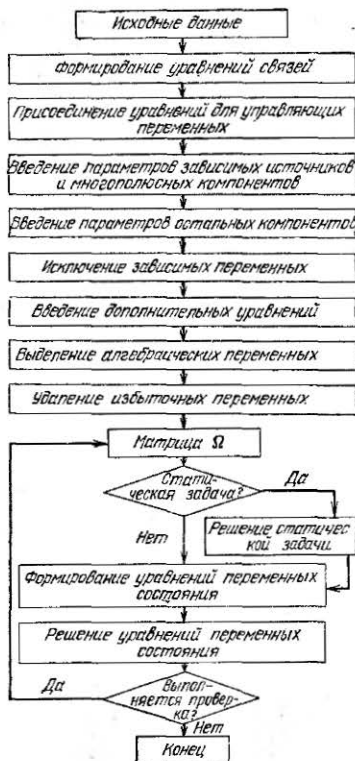 Исходные данные
Формирование уравнений связей
Присоединение уравнений для управляющих
переменных
Введение параметров зависимых источников
и многополюсных компонентов
Введение параметров остальных компонентов
Исключение зависимых переменных
Введение дополнительных уравнений
Выделение алгебраических переменных
Удаление избыточных переменных
Матрица Ω
Стати-
ческая задача?
Да
Нет
Решение статичес
кой задачи
Формирование уравнений переменных
состояния
Решение уравнений переменных
состояния
Да
Выпол-
няется провер-
ка?
Нет
Конец